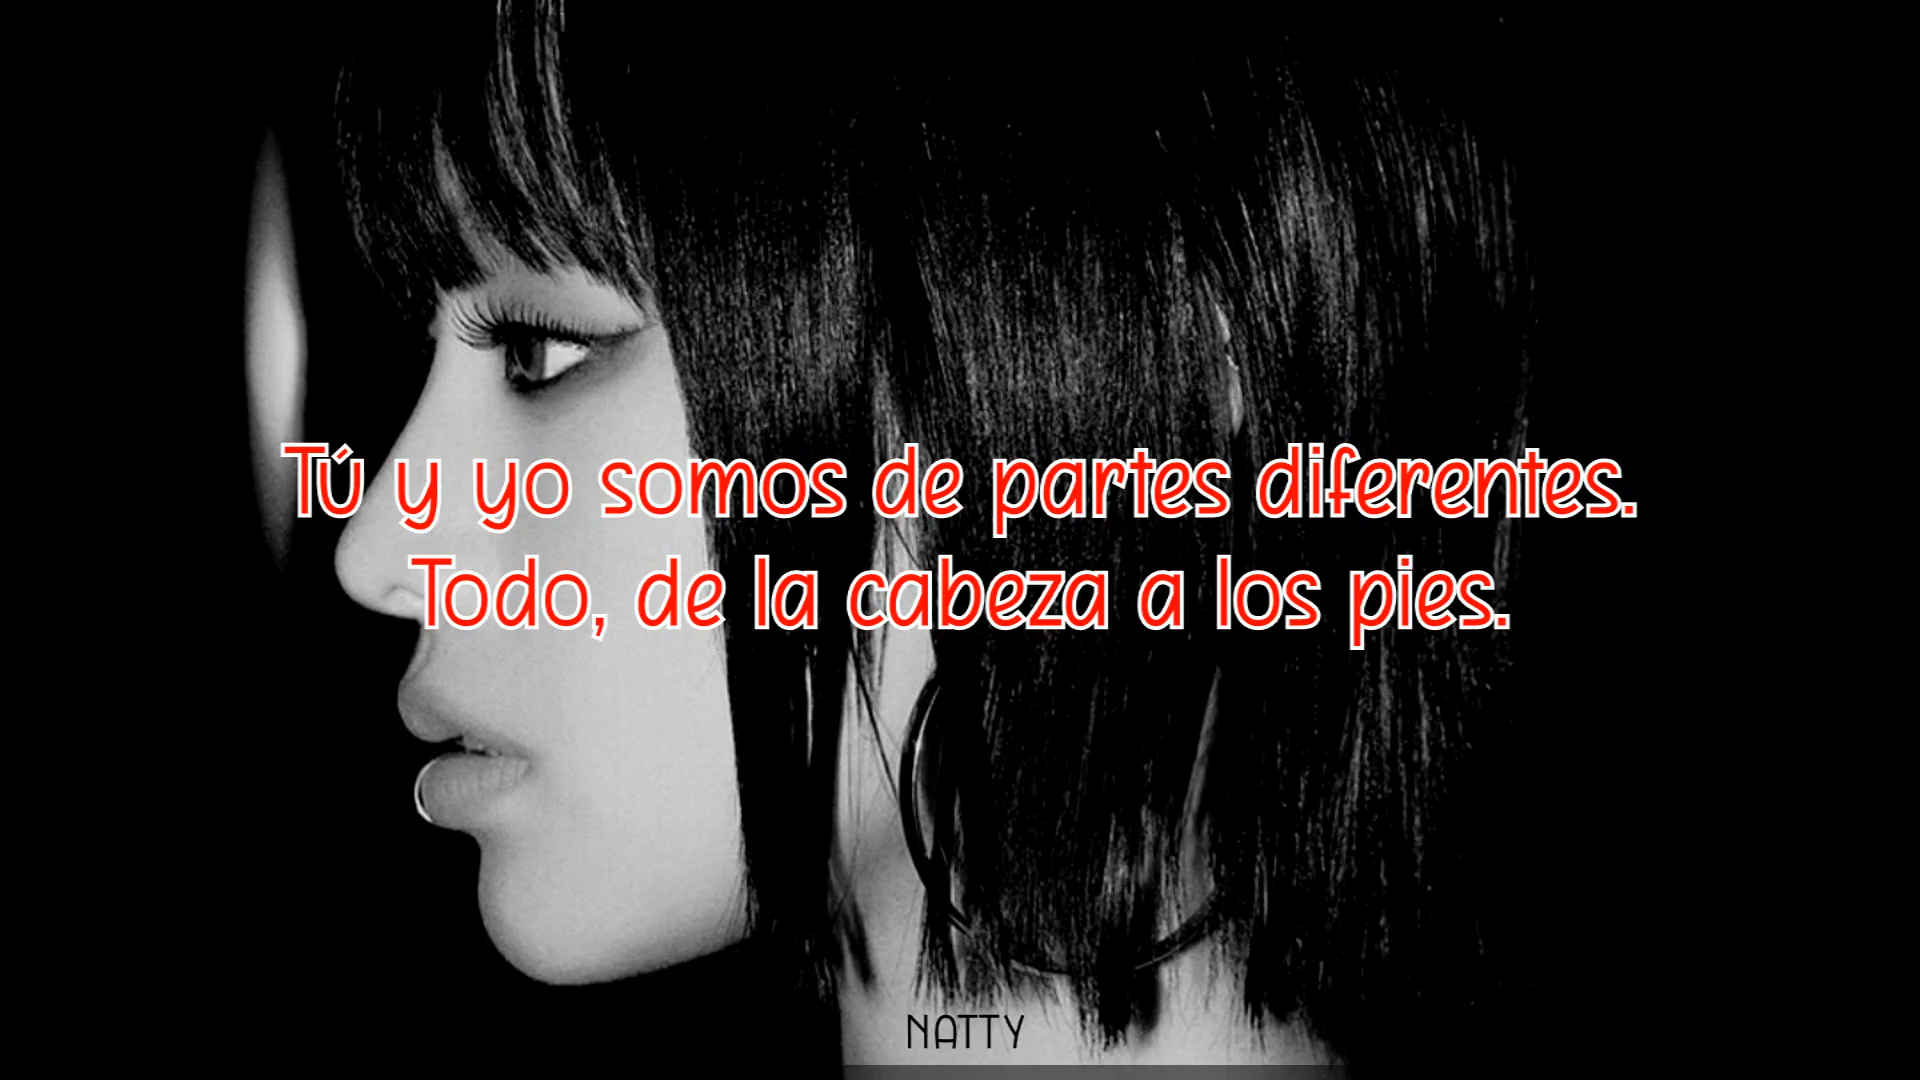 Tú y yo somos de partes diferentes.
Todo, de la cabeza a los pies.
NATTY